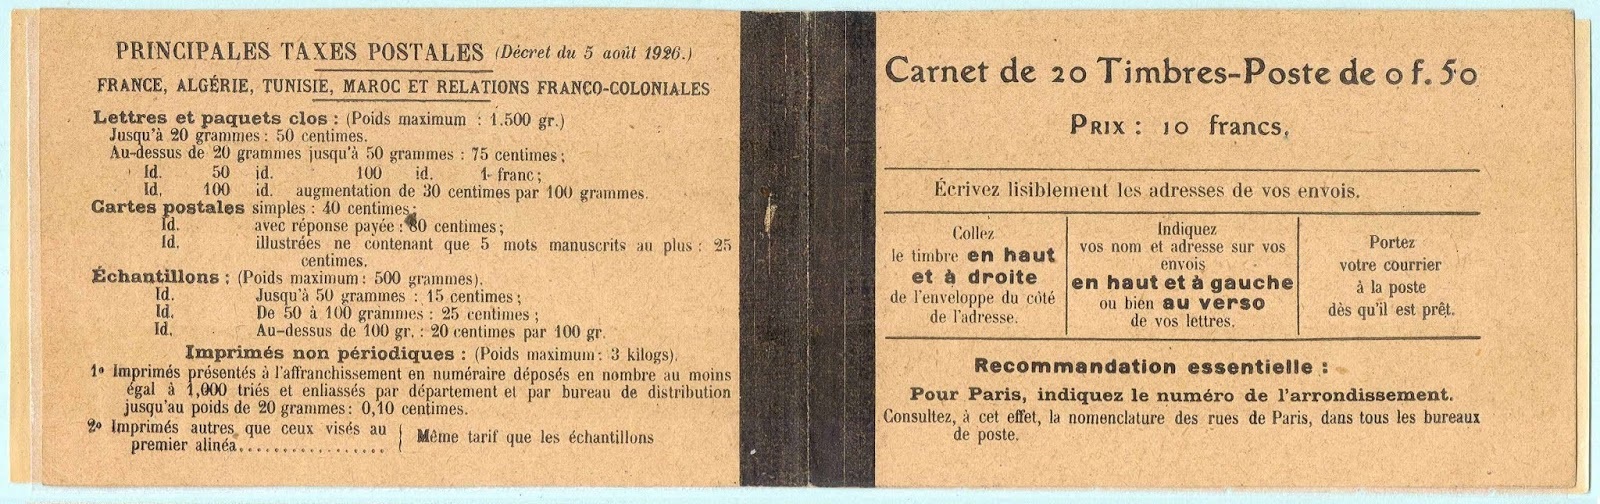 PRINCIPALES TAXES POSTALES (Décret du 5 août 1926.)
FRANCE, ALGÉRIE, TUNISIE, MAROC ET RELATIONS FRANCO-COLONIALES
Lettres et paquets clos : (Poids maximum : 1.500 gr.)
Jusqu'à 20 grammes : 50 centimes.
Au-dessus de 20 grammes jusqu'à 50 grammes : 75 centimes ;
Id. 50 id. 100 id. 1 franc ;
Id. 100 id. augmentation de 30 centimes par 100 grammes.
Cartes postales simples : 40 centimes ;
Id. avec réponse payée : 80 centimes ;
Id. illustrées ne contenant que 5 mots manuscrits au plus : 25
centimes.
Échantillons : (Poids maximum : 500 grammes).
Id. Jusqu'à 50 grammes : 15 centimes ;
Id. De 50 à 100 grammes : 25 centimes ;
Id. Au-dessus de 100 gr. : 20 centimes par 100 gr.
Imprimés non périodiques : (Poids maximum : 3 kilogs).
1º Imprimés présentés à l'affranchissement en numéraire déposés en nombre au moins
égal à 1,000 triés et enliassés par département et par bureau de distribution
jusqu'au poids de 20 grammes : 0,10 centimes.
2º Imprimés autres que ceux visés au
premier alinéa.................
Même tarif que les échantillons
Carnet de 20 Timbres-Poste de 0 f. 50
PRIX : 10 francs.
Écrivez lisiblement les adresses de vos envois.
Collez
le timbre en haut
et à droite
de l'enveloppe du côté
de l'adresse.
Indiquez
vos nom et adresse sur vos
envois
en haut et à gauche
ou bien au verso
de vos lettres.
Portez
votre courrier
à la poste
dès qu'il est prêt.
Recommandation essentielle :
Pour Paris, indiquez le numéro de l'arrondissement.
Consultez, à cet effet, la nomenclature des rues de Paris, dans tous les bureaux
de poste.